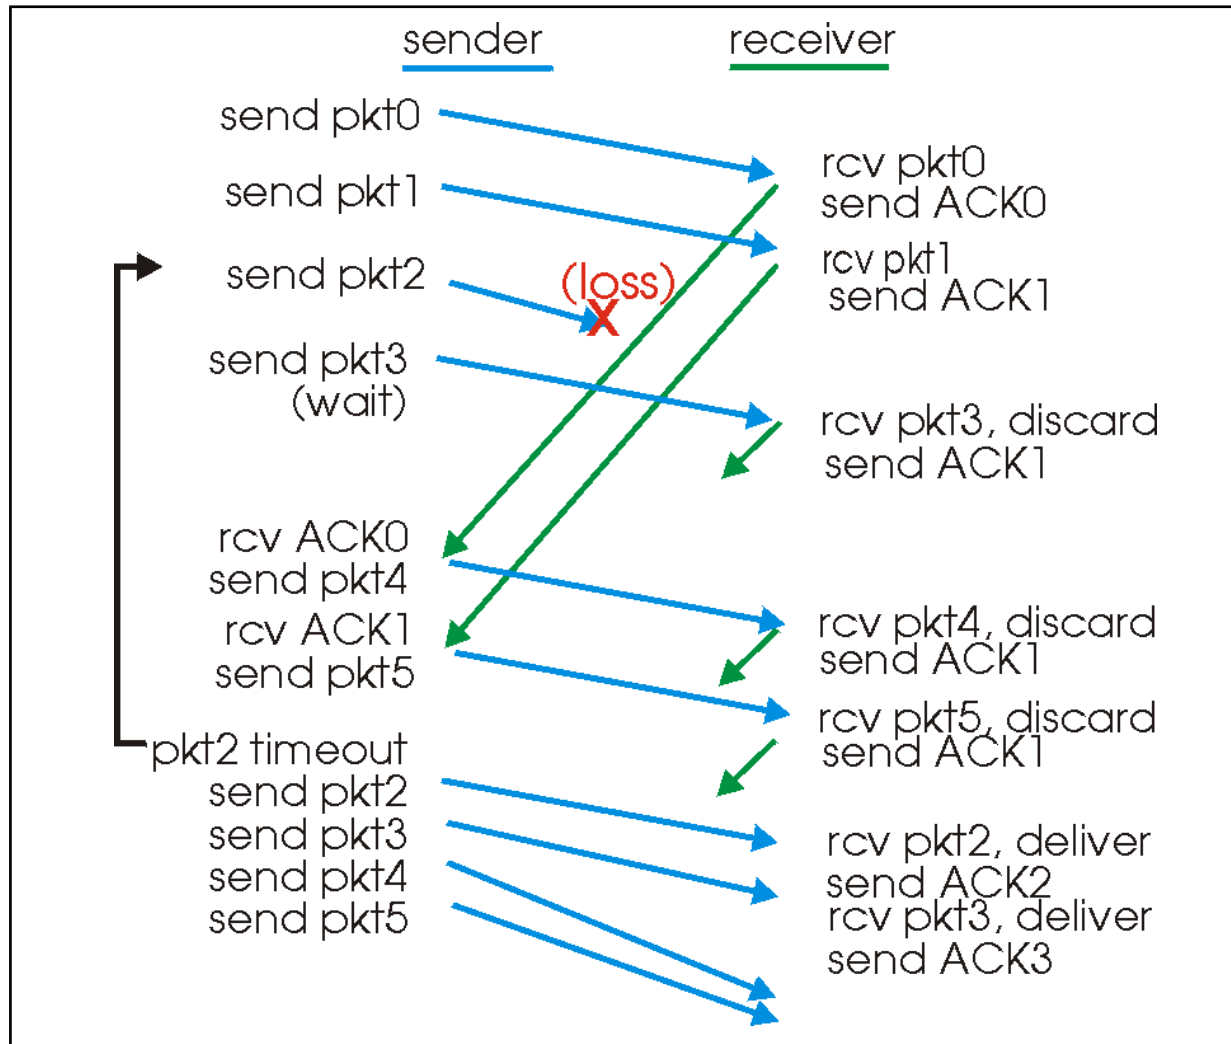 sender
receiver
send pkt0
send pkt1
send pkt2
send pkt3
(wait)
rcv ACK0
send pkt4
rcv ACK1
send pkt5
pkt2 timeout
send pkt2
send pkt3
send pkt4
send pkt5
(loss)
X
rcv pkt0
send ACK0
rcv pkt1
send ACK1
rcv pkt3, discard
send ACK1
rcv pkt4, discard
send ACK1
rcv pkt5, discard
send ACK1
rcv pkt2, deliver
send ACK2
rcv pkt3, deliver
send ACK3